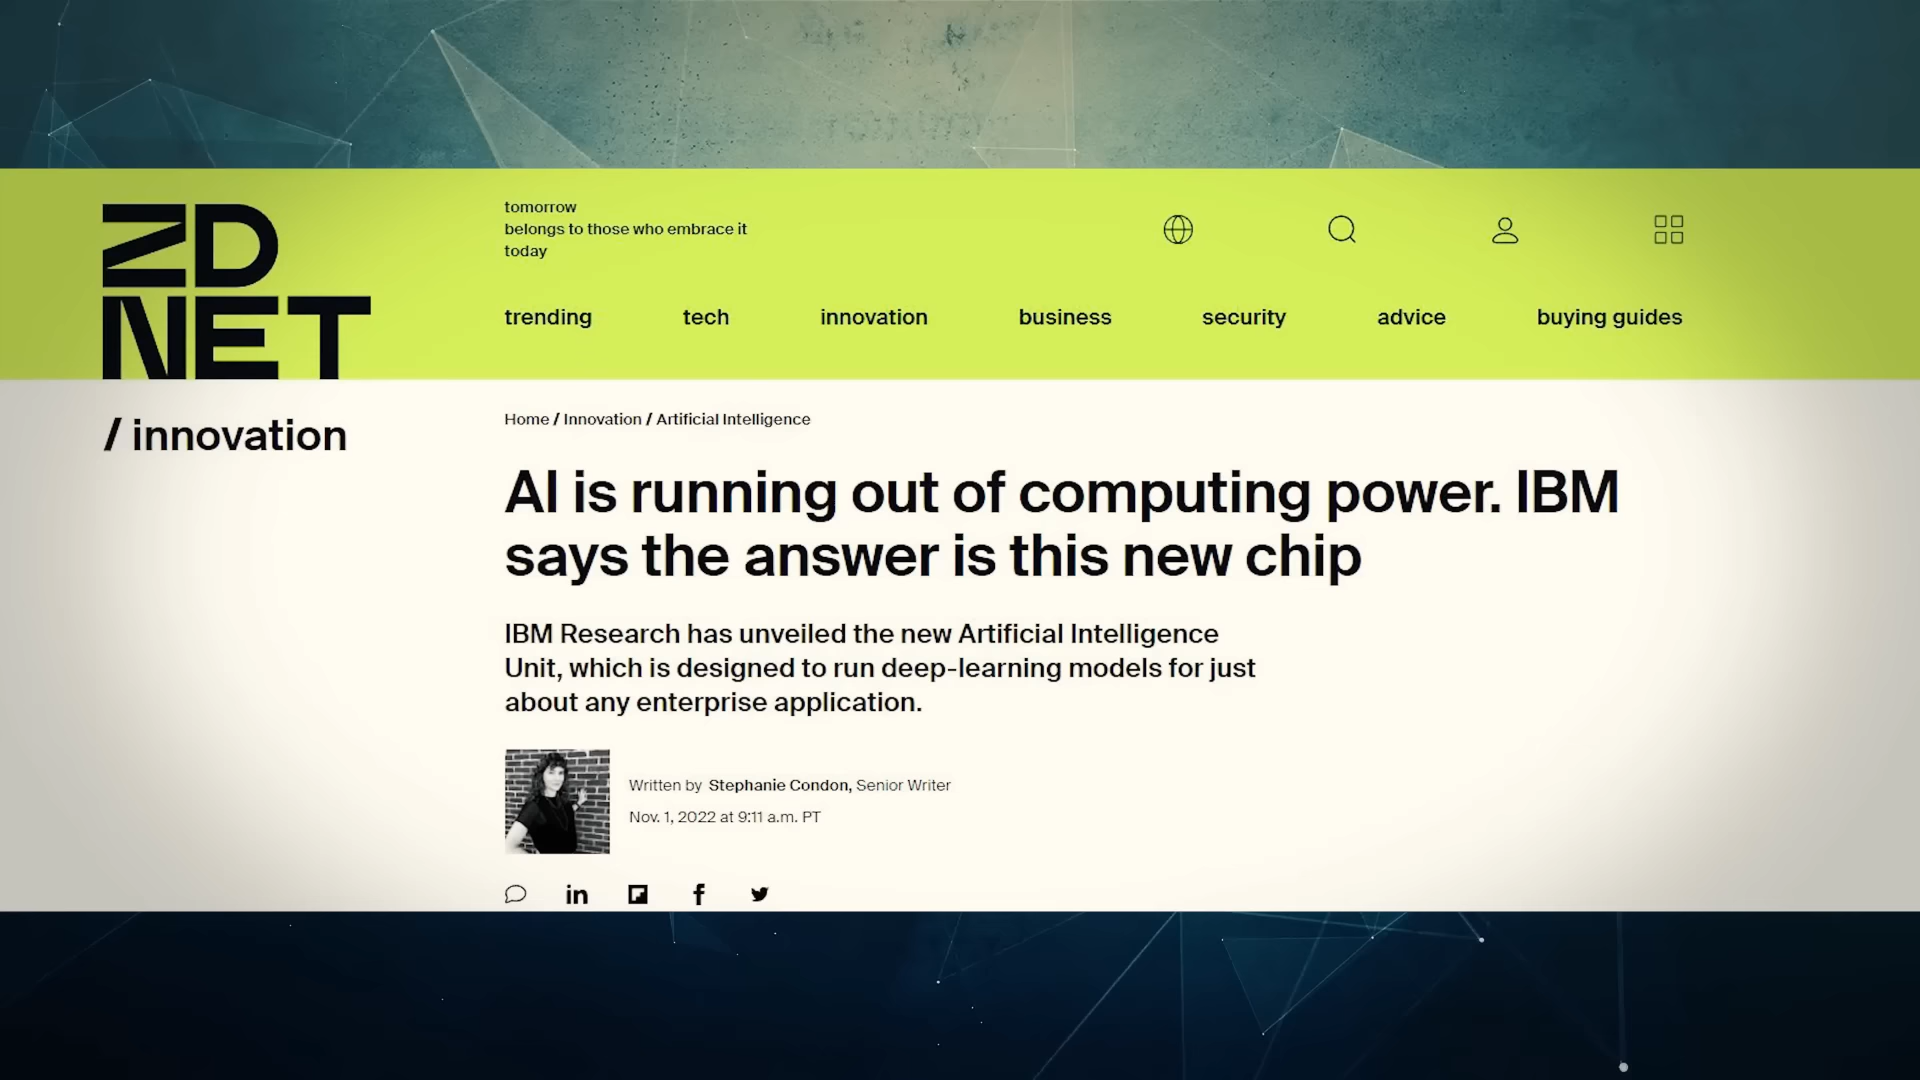 ZD
NET
tomorrow
belongs to those who embrace it
today
trending tech innovation business security advice buying guides
/ innovation
Home / Innovation / Artificial Intelligence
AI is running out of computing power. IBM
says the answer is this new chip
IBM Research has unveiled the new Artificial Intelligence
Unit, which is designed to run deep-learning models for just
about any enterprise application.
Written by Stephanie Condon, Senior Writer
Nov. 1, 2022 at 9:11 a.m. PT